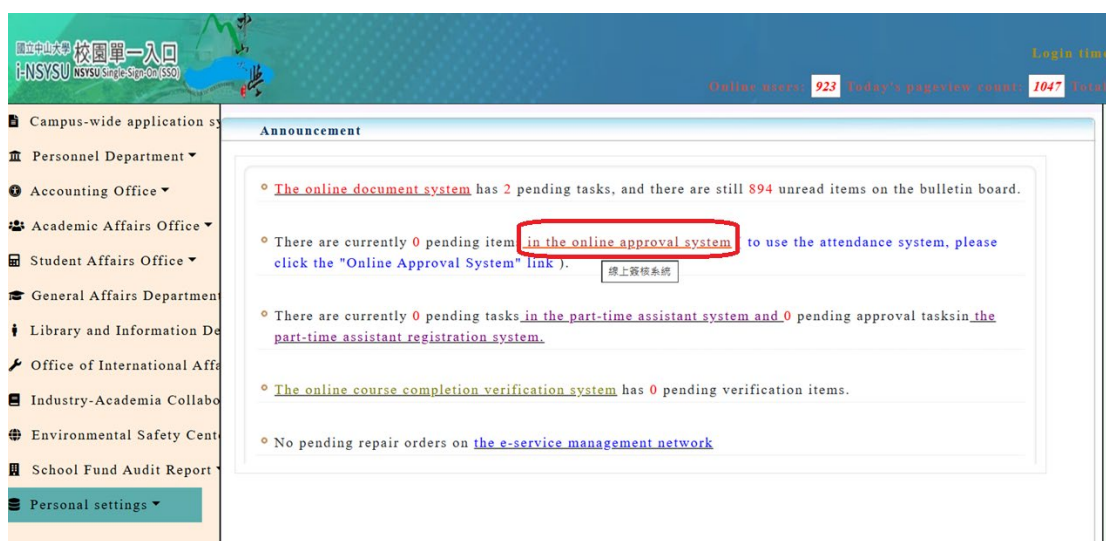 國立中山大學 校園單一入口
i-NSYSU NSYSU Single-Sign-On(SSO)
中山大學
Login time
Online users: 923 Today's pageview count: 1047 Total
Campus-wide application sy
Personnel Department
Accounting Office
Academic Affairs Office
Student Affairs Office
General Affairs Department
Library and Information De
Office of International Affa
Industry-Academia Collabo
Environmental Safety Cent
School Fund Audit Report
Personal settings
Announcement
The online document system has 2 pending tasks, and there are still 894 unread items on the bulletin board.
There are currently 0 pending item in the online approval system to use the attendance system, please
click the "Online Approval System" link ).
線上簽核系統
There are currently 0 pending tasks in the part-time assistant system and 0 pending approval tasksin the
part-time assistant registration system.
The online course completion verification system has 0 pending verification items.
No pending repair orders on the e-service management network